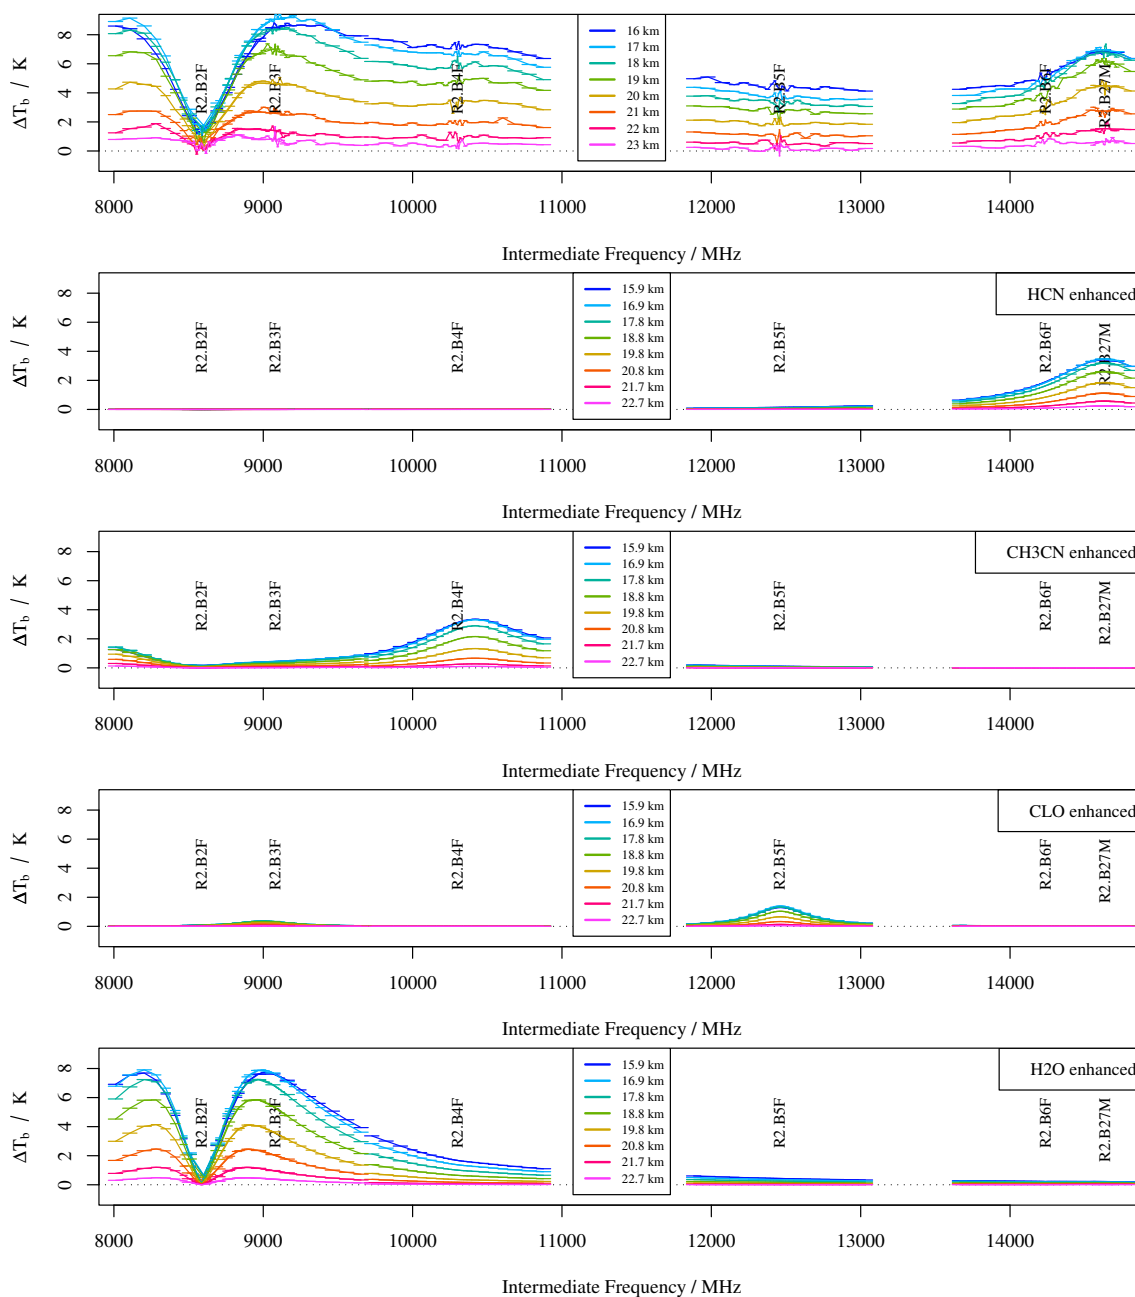 ΔTb / K
0 2 4 6 8
R2.B2F
R2.B3F
R2.B4F
R2.B5F
R2.B6F
R2.B27M
16 km
17 km
18 km
19 km
20 km
21 km
22 km
23 km
8000 9000 10000 11000 12000 13000 14000
Intermediate Frequency / MHz
ΔTb / K
0 2 4 6 8
R2.B2F
R2.B3F
R2.B4F
R2.B5F
R2.B6F
R2.B27M
15.9 km
16.9 km
17.8 km
18.8 km
19.8 km
20.8 km
21.7 km
22.7 km
HCN enhanced
8000 9000 10000 11000 12000 13000 14000
Intermediate Frequency / MHz
ΔTb / K
0 2 4 6 8
R2.B2F
R2.B3F
R2.B4F
R2.B5F
R2.B6F
R2.B27M
15.9 km
16.9 km
17.8 km
18.8 km
19.8 km
20.8 km
21.7 km
22.7 km
CH3CN enhanced
8000 9000 10000 11000 12000 13000 14000
Intermediate Frequency / MHz
ΔTb / K
0 2 4 6 8
R2.B2F
R2.B3F
R2.B4F
R2.B5F
R2.B6F
R2.B27M
15.9 km
16.9 km
17.8 km
18.8 km
19.8 km
20.8 km
21.7 km
22.7 km
CLO enhanced
8000 9000 10000 11000 12000 13000 14000
Intermediate Frequency / MHz
ΔTb / K
0 2 4 6 8
R2.B2F
R2.B3F
R2.B4F
R2.B5F
R2.B6F
R2.B27M
15.9 km
16.9 km
17.8 km
18.8 km
19.8 km
20.8 km
21.7 km
22.7 km
H2O enhanced
8000 9000 10000 11000 12000 13000 14000
Intermediate Frequency / MHz